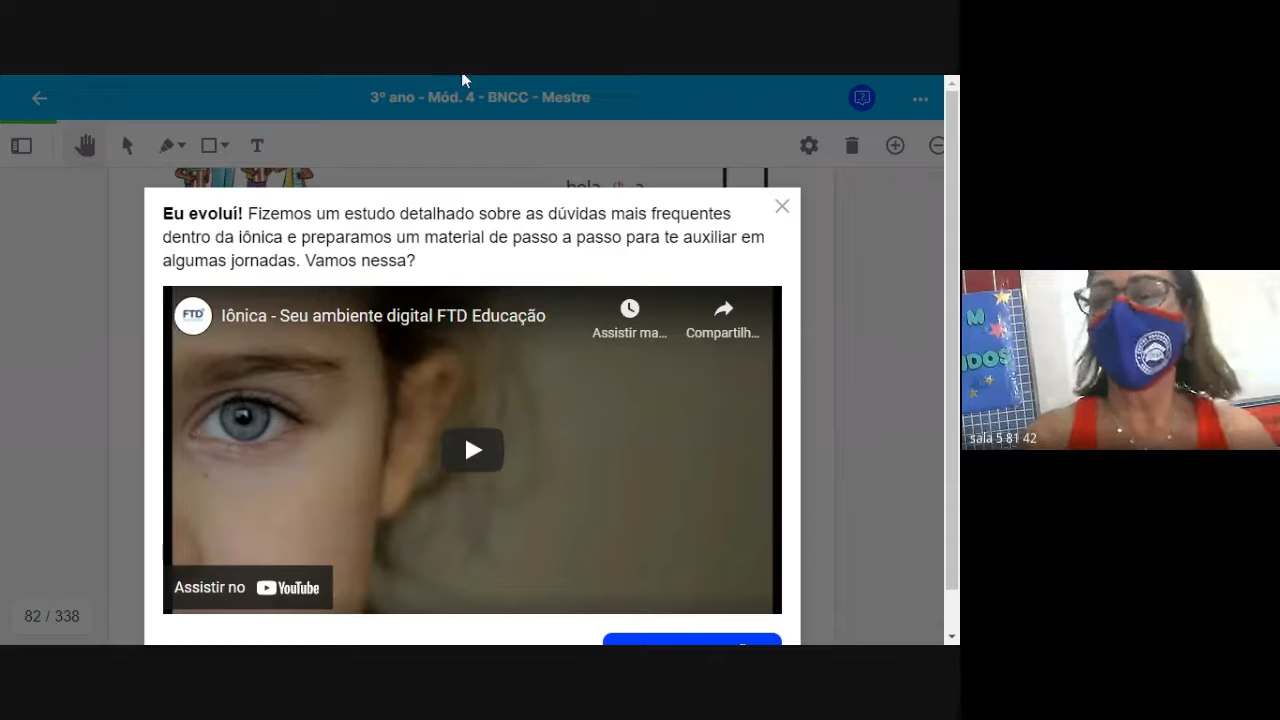 3º ano - Mód. 4 - BNCC - Mestre
T
Eu evoluí! Fizemos um estudo detalhado sobre as dúvidas mais frequentes
dentro da iônica e preparamos um material de passo a passo para te auxiliar em
algumas jornadas. Vamos nessa?
FTD
Iônica - Seu ambiente digital FTD Educação
Assistir ma...
Compartilh...
Assistir no YouTube
82 / 338
M
IDOS
sala 5 81 42